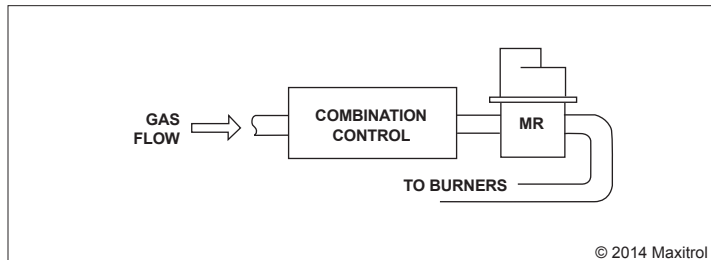 GAS
FLOW
COMBINATION
CONTROL
MR
TO BURNERS
© 2014 Maxitrol